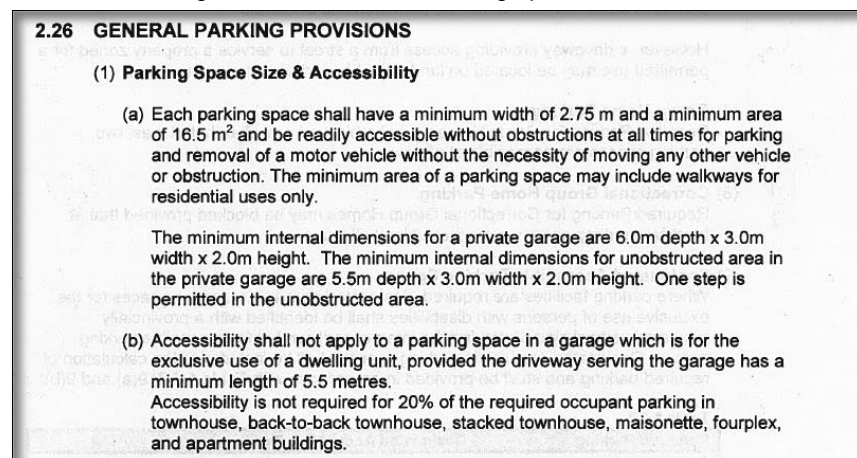 2.26 GENERAL PARKING PROVISIONS
(1) Parking Space Size & Accessibility
(a) Each parking space shall have a minimum width of 2.75 m and a minimum area
of 16.5 m² and be readily accessible without obstructions at all times for parking
and removal of a motor vehicle without the necessity of moving any other vehicle
or obstruction. The minimum area of a parking space may include walkways for
residential uses only.
The minimum internal dimensions for a private garage are 6.0m depth x 3.0m
width x 2.0m height. The minimum internal dimensions for unobstructed area in
the private garage are 5.5m depth x 3.0m width x 2.0m height. One step is
permitted in the unobstructed area.
(b) Accessibility shall not apply to a parking space in a garage which is for the
exclusive use of a dwelling unit, provided the driveway serving the garage has a
minimum length of 5.5 metres.
Accessibility is not required for 20% of the required occupant parking in
townhouse, back-to-back townhouse, stacked townhouse, maisonette, fourplex,
and apartment buildings.